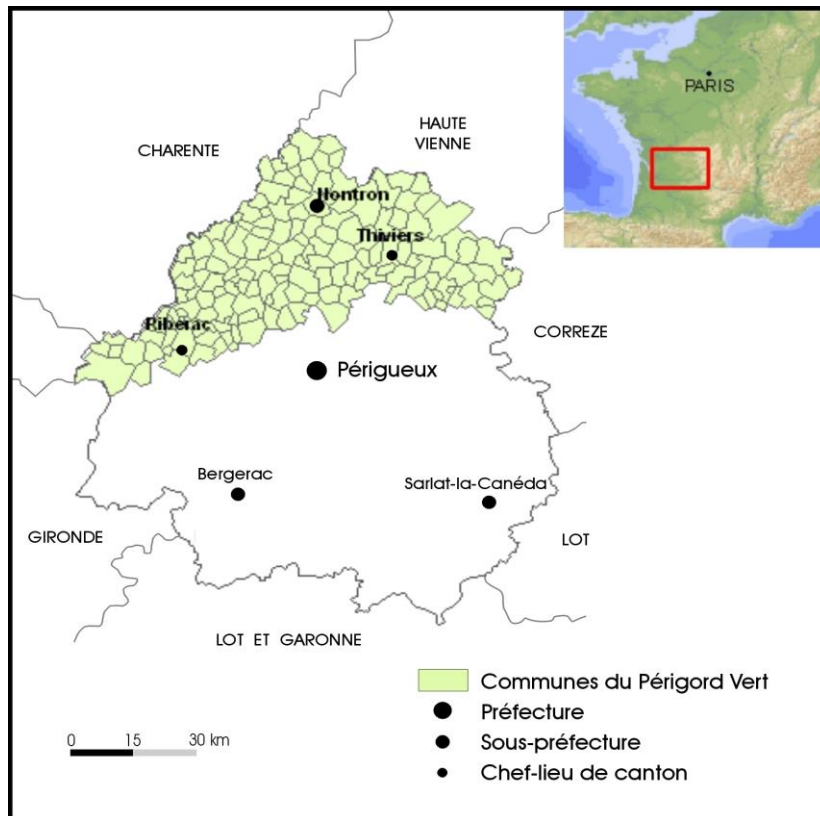 PARIS
HAUTE
VIENNE
CHARENTE
Nontron
Thiviers
Ribérac
CORREZE
Périgueux
Bergerac
Sarlat-la-Canéda
GIRONDE
LOT
LOT ET GARONNE
Communes du Périgord Vert
Préfecture
0 15 30 km
Sous-préfecture
Chef-lieu de canton